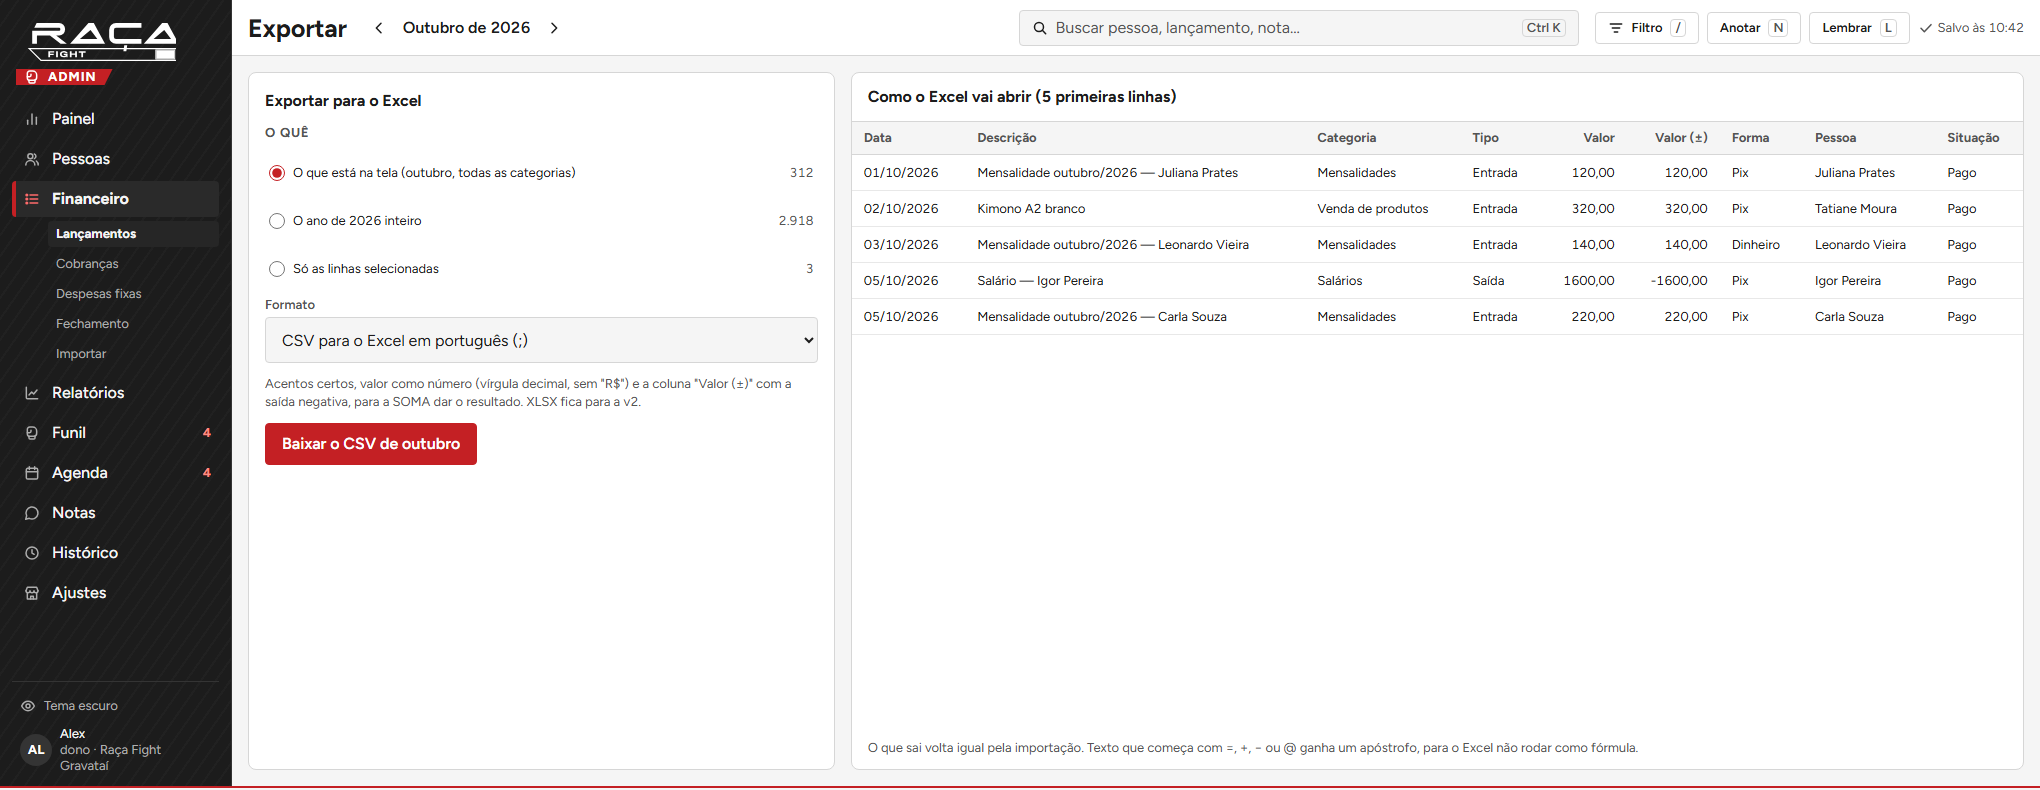 RAÇA
FIGHT
ADMIN
Painel
Pessoas
Financeiro
Lançamentos
Cobranças
Despesas fixas
Fechamento
Importar
Relatórios
Funil 4
Agenda 4
Notas
Histórico
Ajustes
Tema escuro
AL
Alex
dono · Raça Fight
Gravataí
Exportar
Outubro de 2026
Buscar pessoa, lançamento, nota... Ctrl K
Filtro /
Anotar N
Lembrar L
Salvo às 10:42
Exportar para o Excel
O QUÊ
O que está na tela (outubro, todas as categorias) 312
O ano de 2026 inteiro 2.918
Só as linhas selecionadas 3
Formato
CSV para o Excel em português (;)
Acentos certos, valor como número (vírgula decimal, sem "R$") e a coluna "Valor (±)" com a
saída negativa, para a SOMA dar o resultado. XLSX fica para a v2.
Baixar o CSV de outubro
Como o Excel vai abrir (5 primeiras linhas)
Data Descrição Categoria Tipo Valor Valor (±) Forma Pessoa Situação
01/10/2026 Mensalidade outubro/2026 — Juliana Prates Mensalidades Entrada 120,00 120,00 Pix Juliana Prates Pago
02/10/2026 Kimono A2 branco Venda de produtos Entrada 320,00 320,00 Pix Tatiane Moura Pago
03/10/2026 Mensalidade outubro/2026 — Leonardo Vieira Mensalidades Entrada 140,00 140,00 Dinheiro Leonardo Vieira Pago
05/10/2026 Salário — Igor Pereira Salários Saída 1600,00 -1600,00 Pix Igor Pereira Pago
05/10/2026 Mensalidade outubro/2026 — Carla Souza Mensalidades Entrada 220,00 220,00 Pix Carla Souza Pago
O que sai volta igual pela importação. Texto que começa com =, +, − ou @ ganha um apóstrofo, para o Excel não rodar como fórmula.